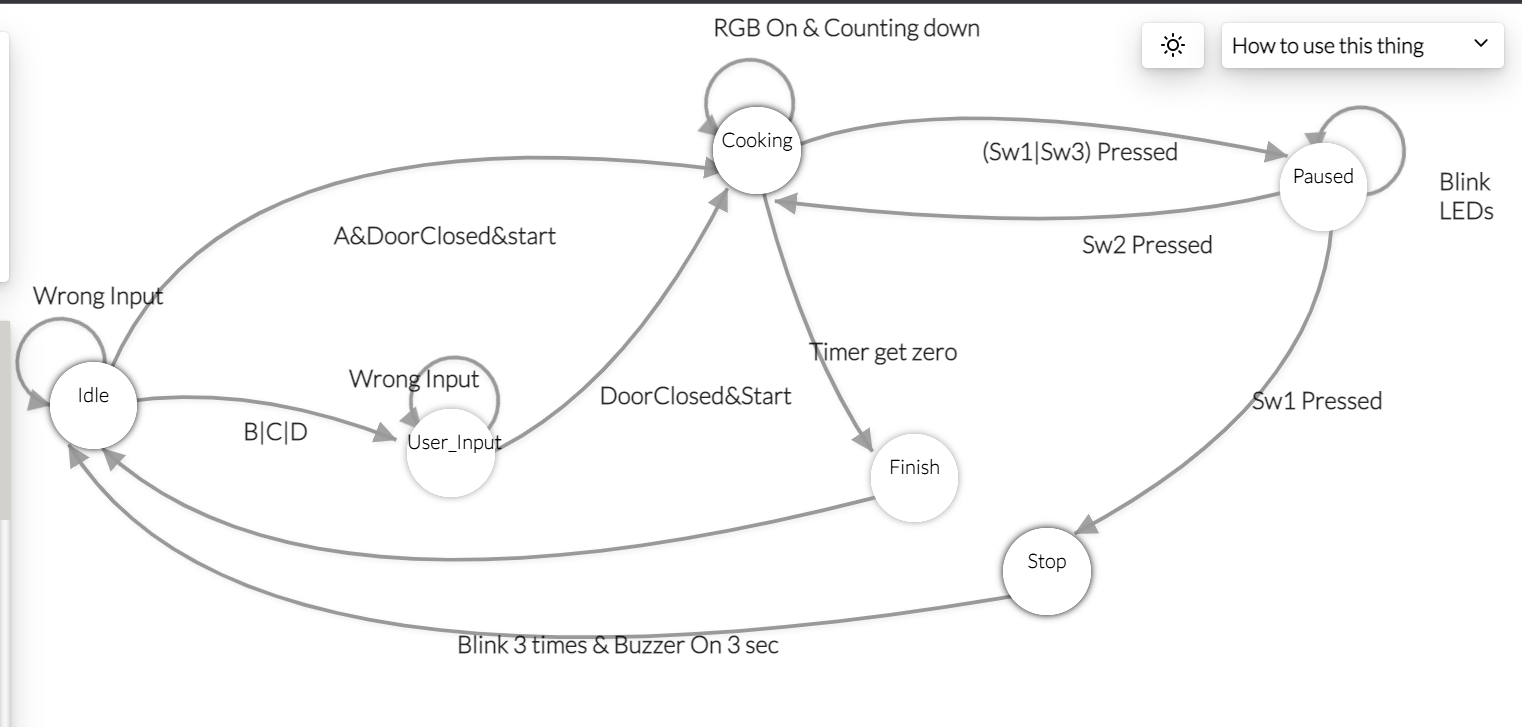 RGB On & Counting down
How to use this thing
Cooking
(Sw1|Sw3) Pressed
Paused
Blink
LEDs
A&DoorClosed&start
Sw2 Pressed
Wrong Input
Timer get zero
Wrong Input
Idle
DoorClosed&Start
Sw1 Pressed
B|C|D
User_Input
Finish
Stop
Blink 3 times & Buzzer On 3 sec